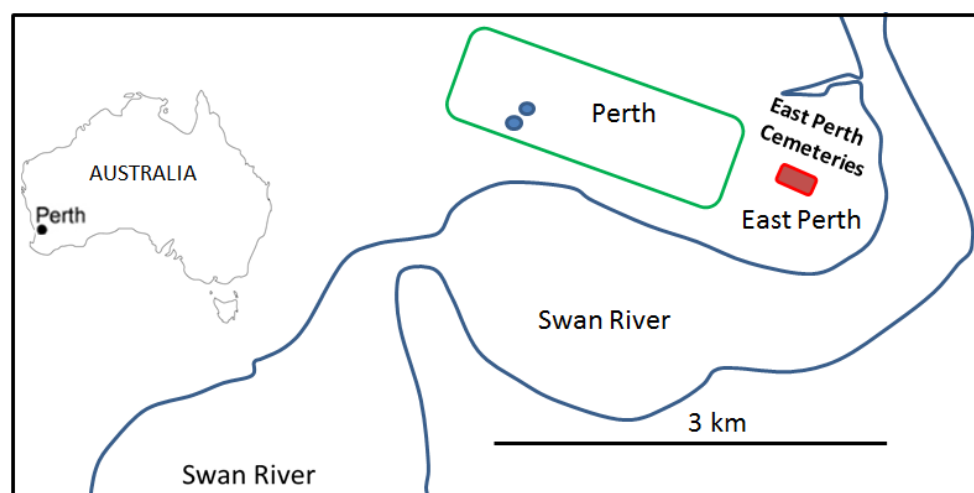 AUSTRALIA
Perth
Perth
East Perth
Cemeteries
East Perth
Swan River
3 km
Swan River